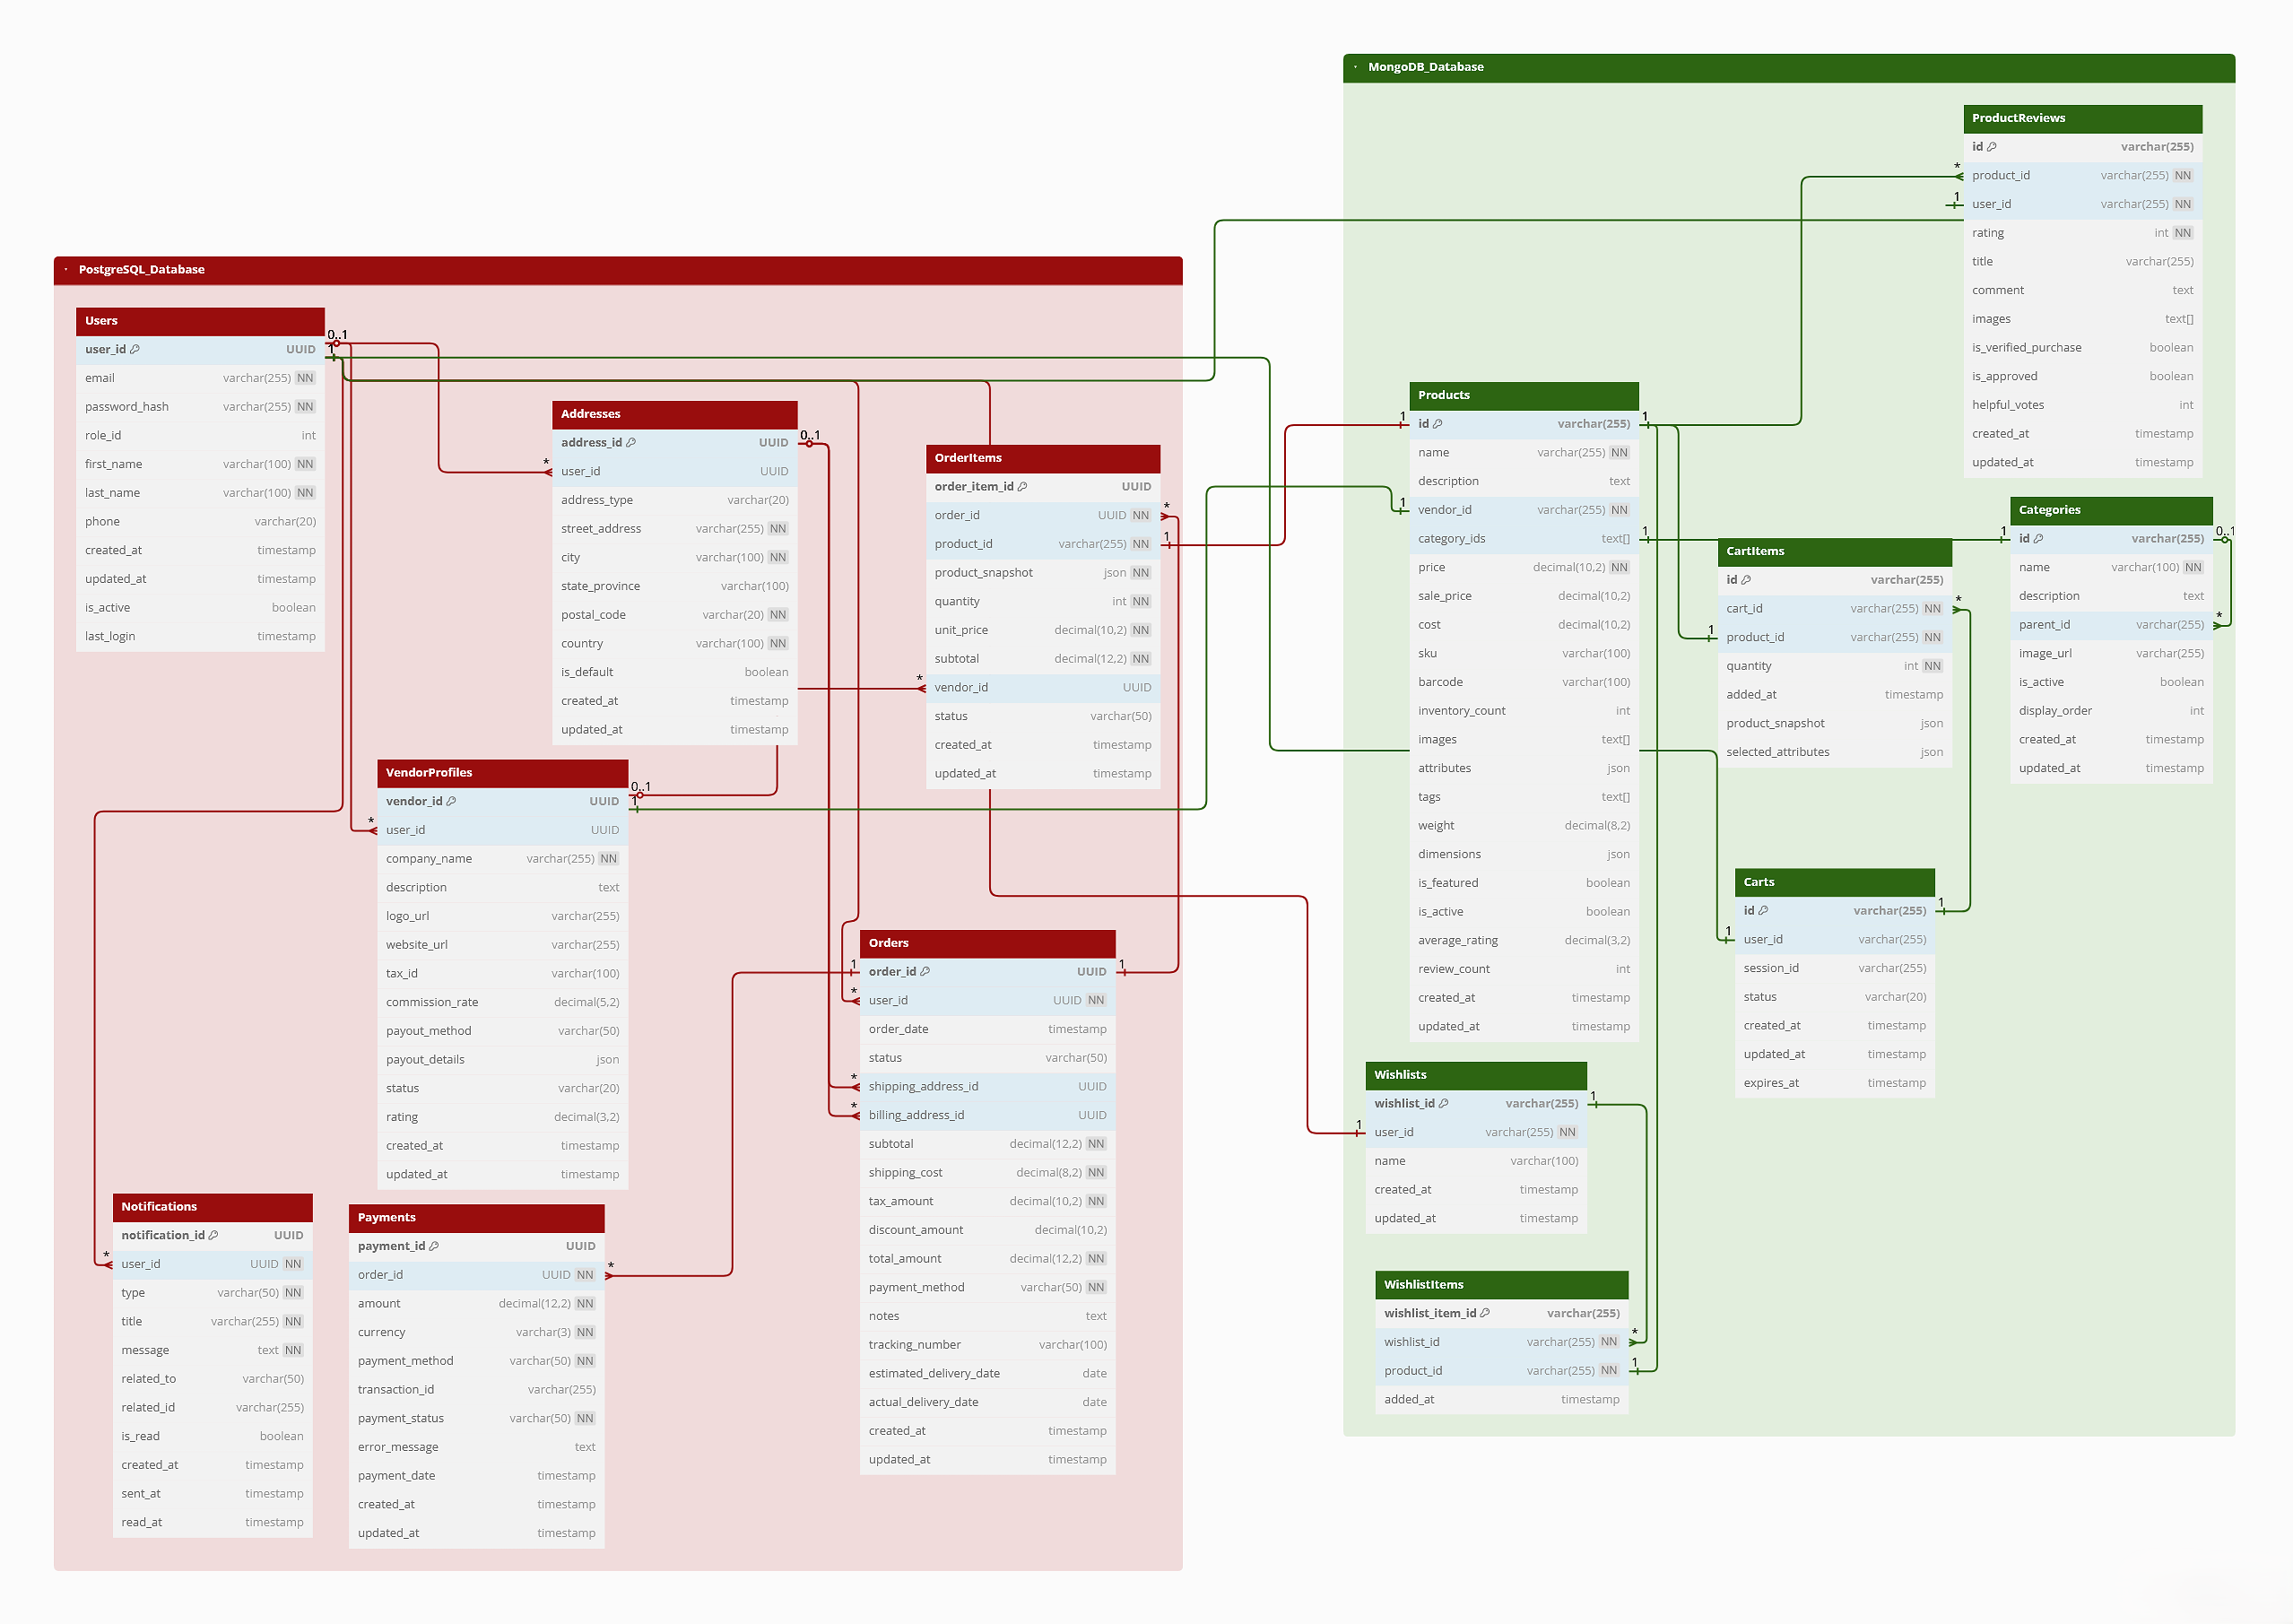 MongoDB_Database
ProductReviews
id varchar(255)
* product_id varchar(255) NN
1 user_id varchar(255) NN
rating int NN
title varchar(255)
comment text
images text[]
is_verified_purchase boolean
is_approved boolean
helpful_votes int
created_at timestamp
updated_at timestamp
PostgreSQL_Database
Users
0..1
user_id UUID 1
email varchar(255) NN
password_hash varchar(255) NN
role_id int
first_name varchar(100) NN
last_name varchar(100) NN
phone varchar(20)
created_at timestamp
updated_at timestamp
is_active boolean
last_login timestamp
Addresses
address_id UUID 0..1
* user_id UUID
address_type varchar(20)
street_address varchar(255) NN
city varchar(100) NN
state_province varchar(100)
postal_code varchar(20) NN
country varchar(100) NN
is_default boolean
created_at timestamp
updated_at timestamp
OrderItems
order_item_id UUID
order_id UUID NN *
product_id varchar(255) NN 1
product_snapshot json NN
quantity int NN
unit_price decimal(10,2) NN
subtotal decimal(12,2) NN
* vendor_id UUID
status varchar(50)
created_at timestamp
updated_at timestamp
Products
1 id varchar(255) 1
name varchar(255) NN
description text
1 vendor_id varchar(255) NN
category_ids text[] 1
price decimal(10,2) NN
sale_price decimal(10,2)
cost decimal(10,2)
sku varchar(100)
barcode varchar(100)
inventory_count int
images text[]
attributes json
tags text[]
weight decimal(8,2)
dimensions json
is_featured boolean
is_active boolean
average_rating decimal(3,2)
review_count int
created_at timestamp
updated_at timestamp
CartItems
id varchar(255)
cart_id varchar(255) NN *
1 product_id varchar(255) NN
quantity int NN
added_at timestamp
product_snapshot json
selected_attributes json
Categories
1 id varchar(255) 0..1
name varchar(100) NN
description text
parent_id varchar(255) *
image_url varchar(255)
is_active boolean
display_order int
created_at timestamp
updated_at timestamp
VendorProfiles
0..1
vendor_id UUID 1
* user_id UUID
company_name varchar(255) NN
description text
logo_url varchar(255)
website_url varchar(255)
tax_id varchar(100)
commission_rate decimal(5,2)
payout_method varchar(50)
payout_details json
status varchar(20)
rating decimal(3,2)
created_at timestamp
updated_at timestamp
Carts
id varchar(255) 1
1 user_id varchar(255)
session_id varchar(255)
status varchar(20)
created_at timestamp
updated_at timestamp
expires_at timestamp
Orders
1 order_id UUID 1
* user_id UUID NN
order_date timestamp
status varchar(50)
* shipping_address_id UUID
* billing_address_id UUID
subtotal decimal(12,2) NN
shipping_cost decimal(8,2) NN
tax_amount decimal(10,2) NN
discount_amount decimal(10,2)
total_amount decimal(12,2) NN
payment_method varchar(50) NN
notes text
tracking_number varchar(100)
estimated_delivery_date date
actual_delivery_date date
created_at timestamp
updated_at timestamp
Wishlists
wishlist_id varchar(255) 1
1 user_id varchar(255) NN
name varchar(100)
created_at timestamp
updated_at timestamp
Notifications
notification_id UUID
* user_id UUID NN
type varchar(50) NN
title varchar(255) NN
message text NN
related_to varchar(50)
related_id varchar(255)
is_read boolean
created_at timestamp
sent_at timestamp
read_at timestamp
Payments
payment_id UUID
order_id UUID NN *
amount decimal(12,2) NN
currency varchar(3) NN
payment_method varchar(50) NN
transaction_id varchar(255)
payment_status varchar(50) NN
error_message text
payment_date timestamp
created_at timestamp
updated_at timestamp
WishlistItems
wishlist_item_id varchar(255)
wishlist_id varchar(255) NN *
product_id varchar(255) NN 1
added_at timestamp